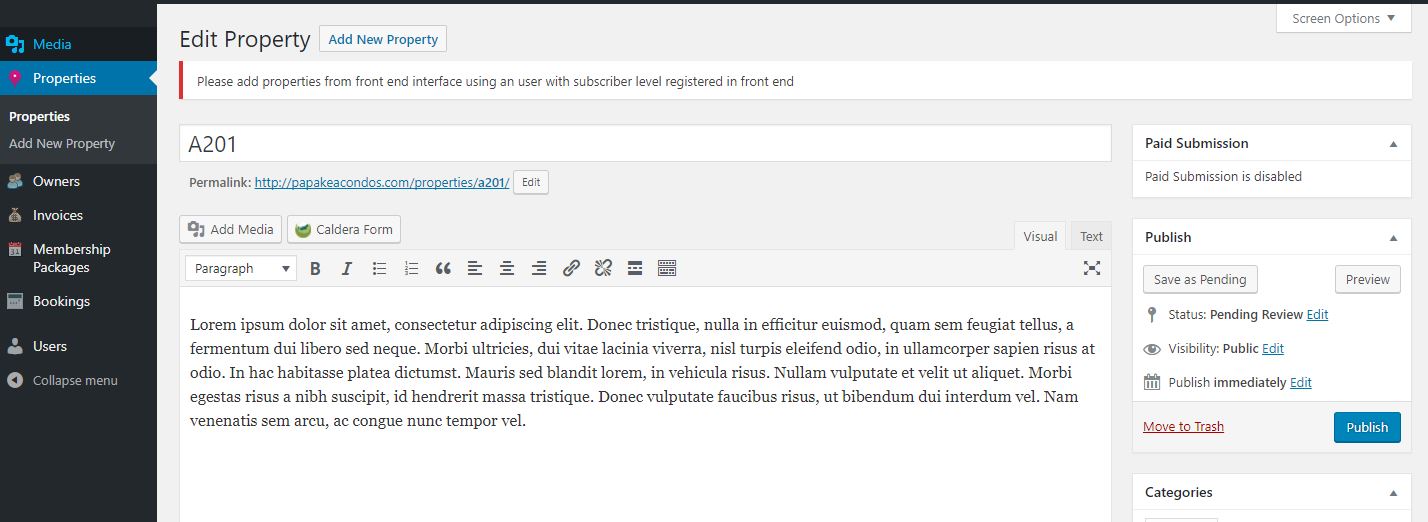 Screen Options
Media
Properties
Properties
Add New Property
Owners
Invoices
Membership
Packages
Bookings
Users
Collapse menu
Edit Property
Add New Property
Please add properties from front end interface using an user with subscriber level registered in front end
A201
Permalink: http://papakeacondos.com/properties/a201/ Edit
Add Media
Caldera Form
Visual
Text
Paragraph
Lorem ipsum dolor sit amet, consectetur adipiscing elit. Donec tristique, nulla in efficitur euismod, quam sem feugiat tellus, a
fermentum dui libero sed neque. Morbi ultricies, dui vitae lacinia viverra, nisl turpis eleifend odio, in ullamcorper sapien risus at
odio. In hac habitasse platea dictumst. Mauris sed blandit lorem, in vehicula risus. Nullam vulputate et velit ut aliquet. Morbi
egestas risus a nibh suscipit, id hendrerit massa tristique. Donec vulputate faucibus risus, ut bibendum dui interdum vel. Nam
venenatis sem arcu, ac congue nunc tempor vel.
Paid Submission
Paid Submission is disabled
Publish
Save as Pending
Preview
Status: Pending Review Edit
Visibility: Public Edit
Publish immediately Edit
Move to Trash
Publish
Categories